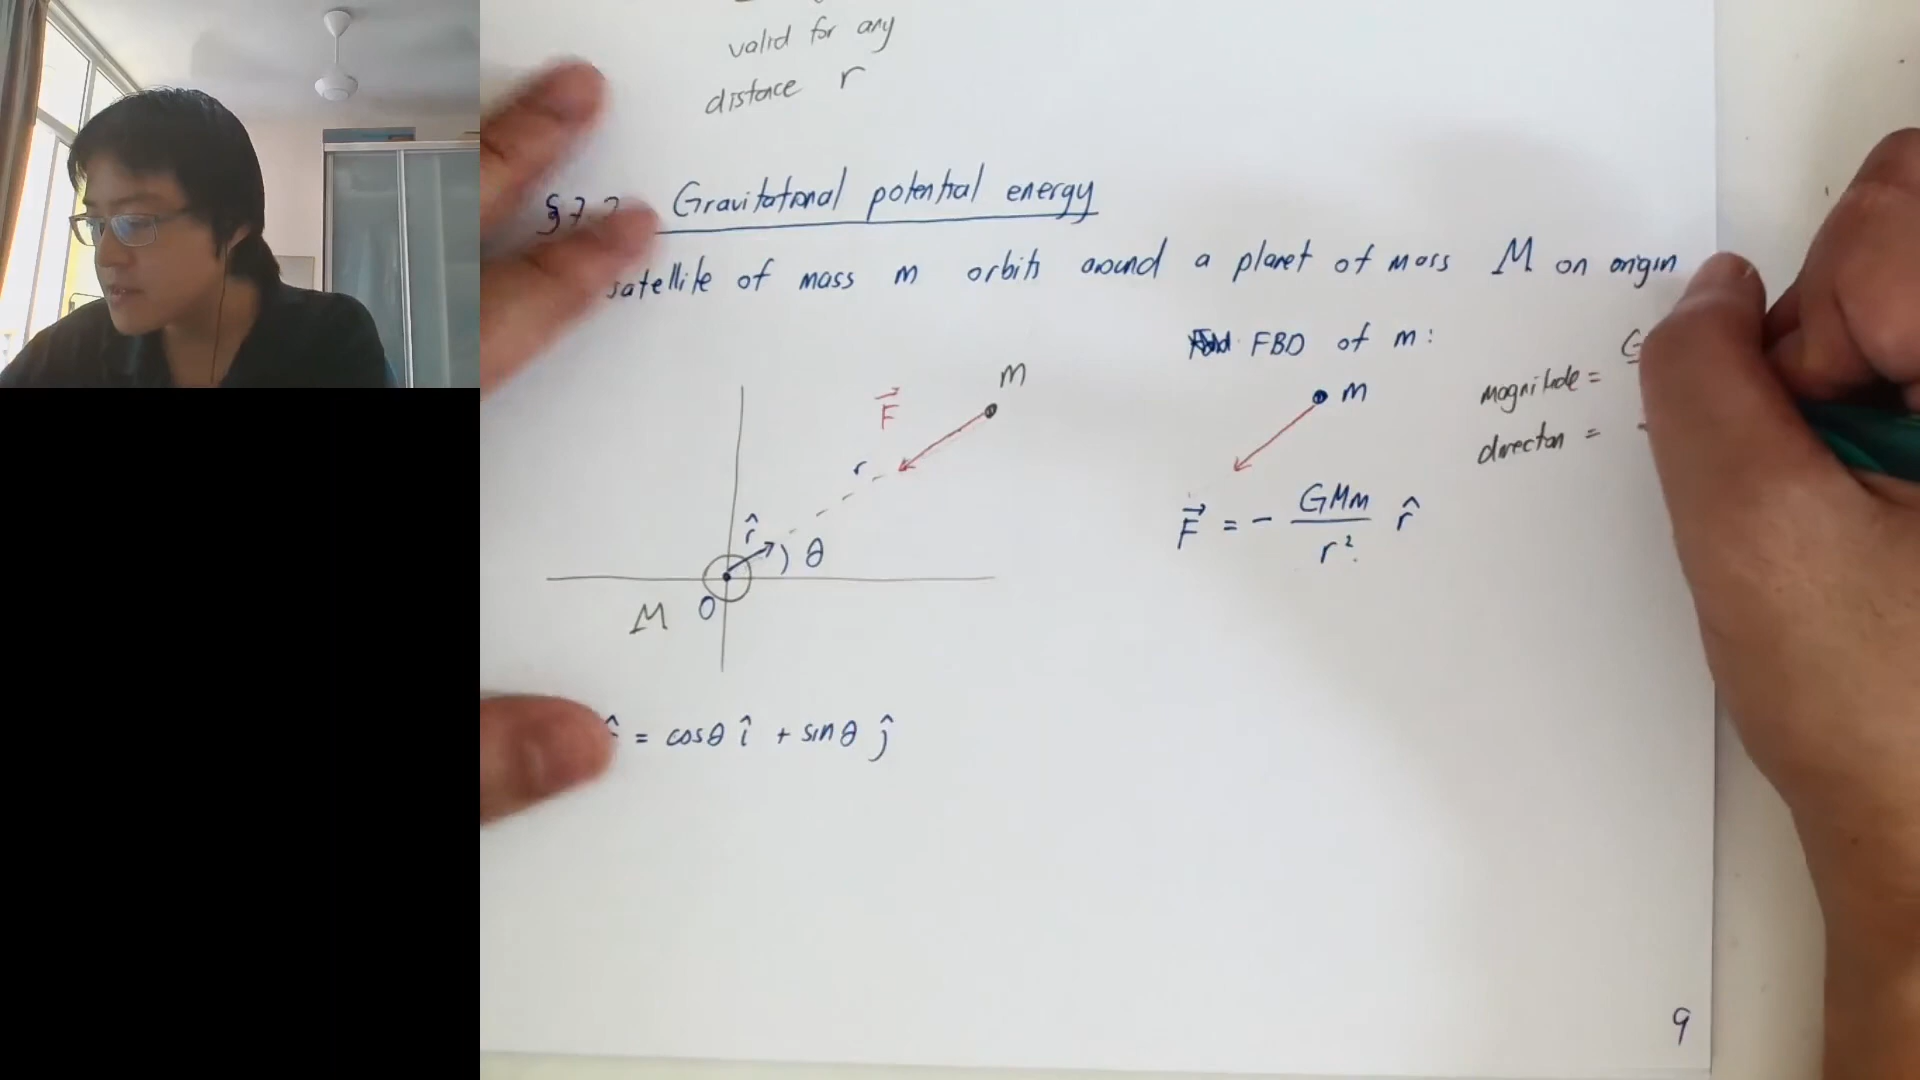 valid for any
distance r
§7.2 Gravitational potential energy
satellite of mass m orbits around a planet of mass M on origin
FBD of m:
magnitude = G
direction = -
m
F⃗
m
r
F⃗ = - GMm / r² r̂
r̂
θ
O
M
= cosθ î + sinθ ĵ
9